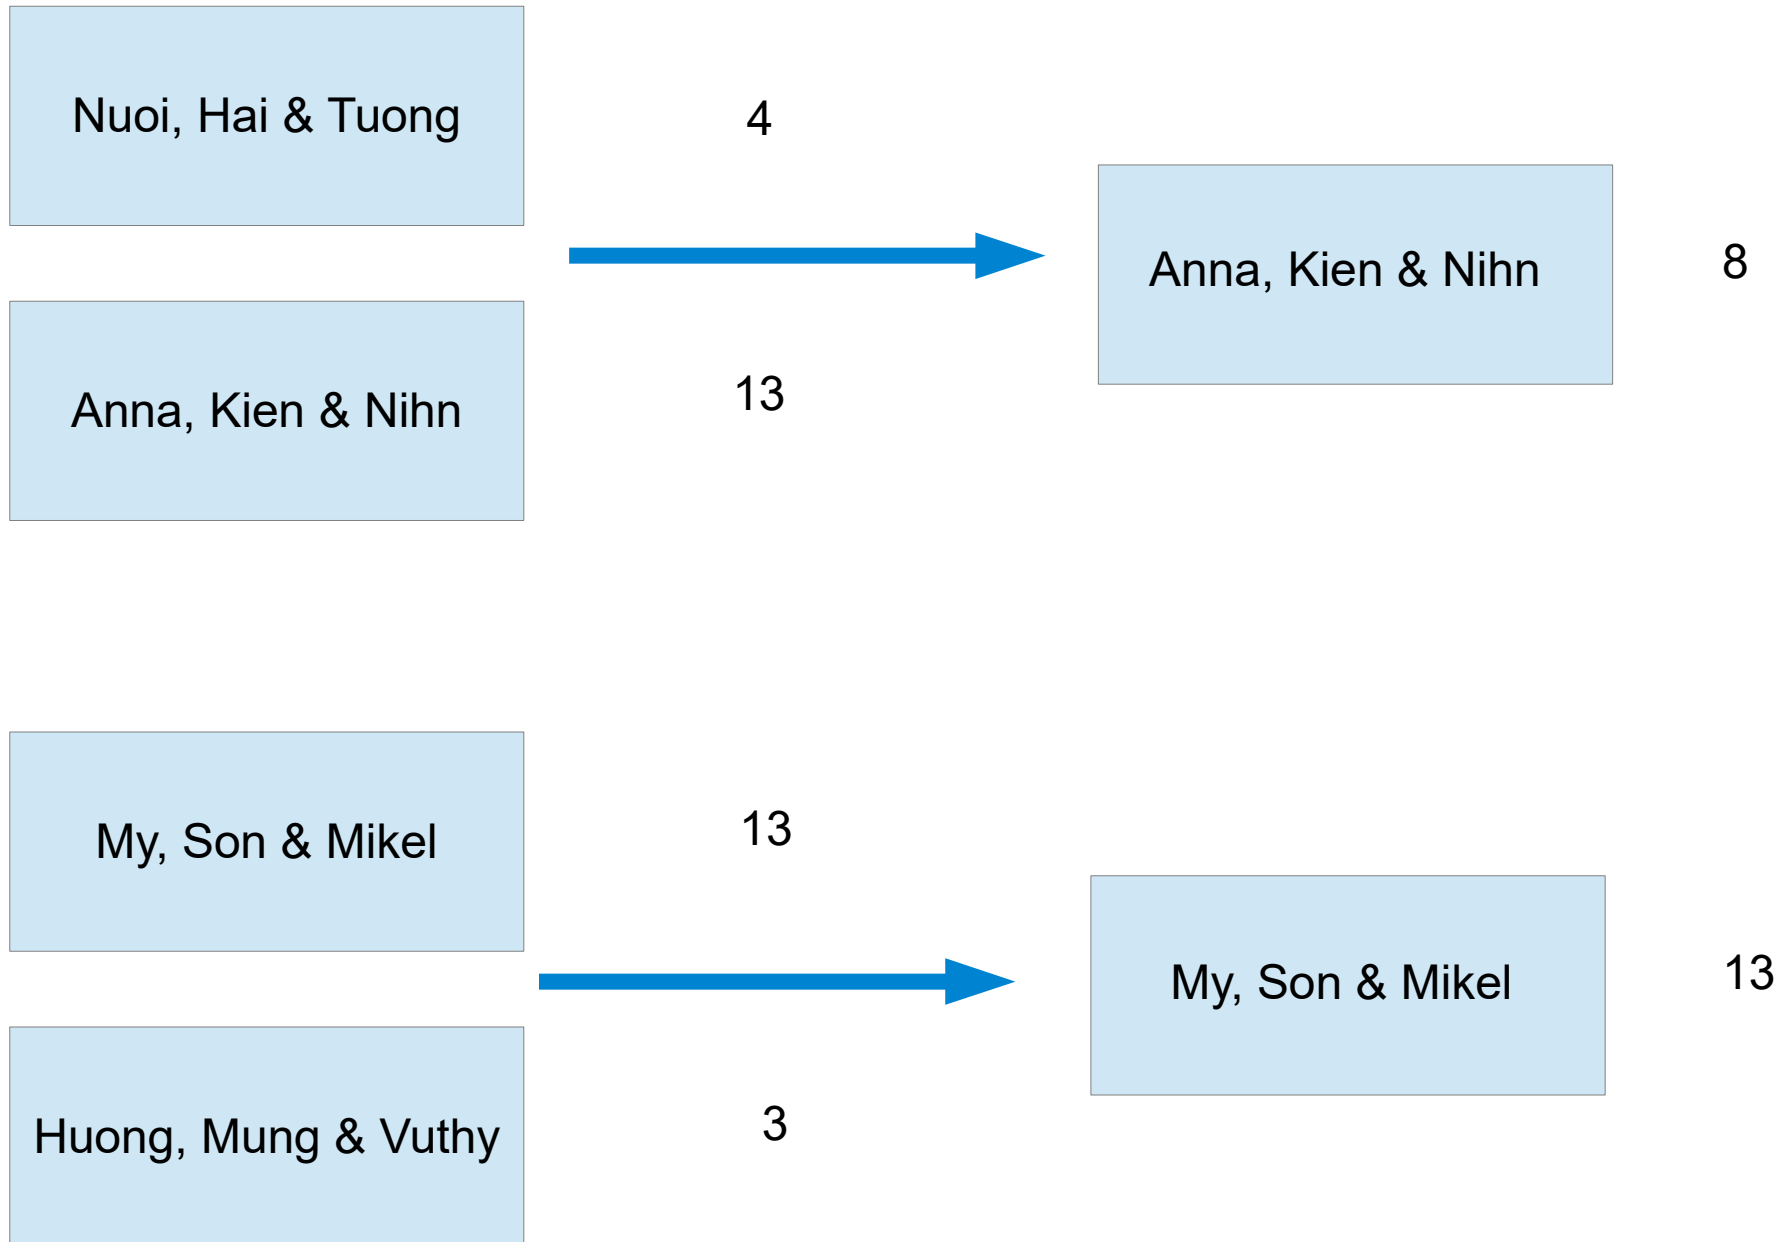 Nuoi, Hai & Tuong
4
Anna, Kien & Nihn
13
Anna, Kien & Nihn
8
My, Son & Mikel
13
Huong, Mung & Vuthy
3
My, Son & Mikel
13